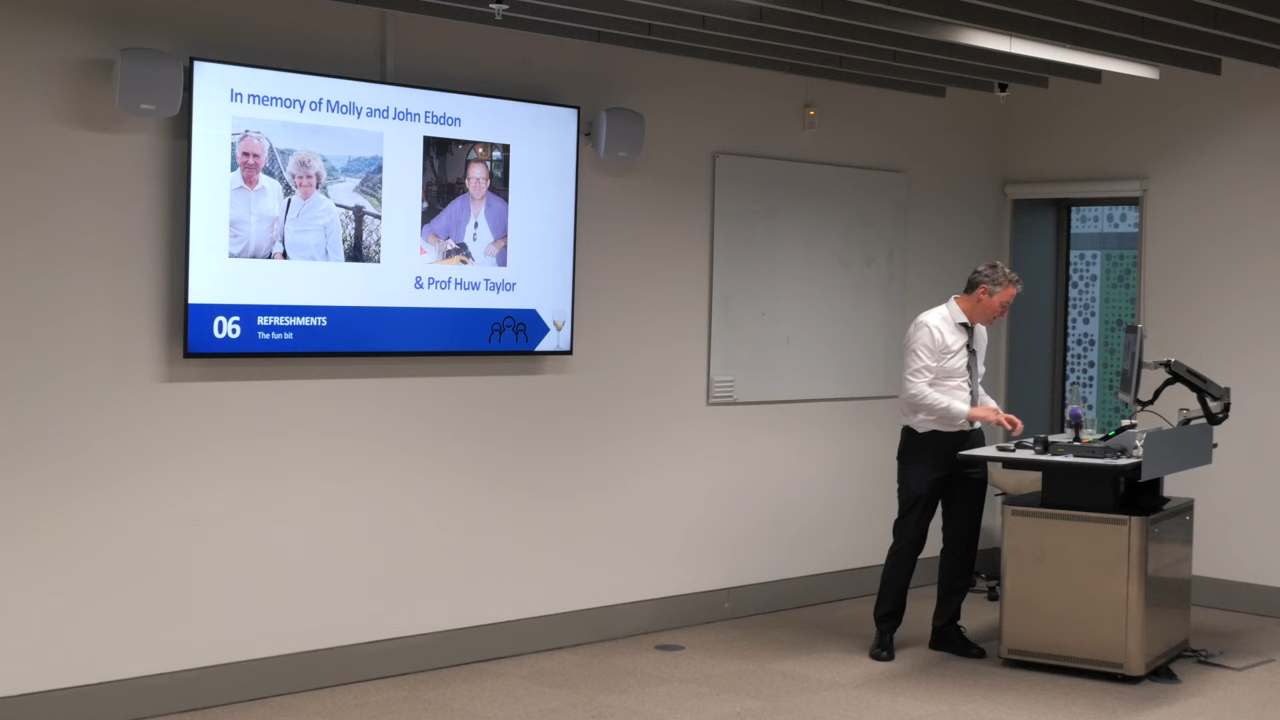 In memory of Molly and John Ebdon
& Prof Huw Taylor
06
REFRESHMENTS
The fun bit